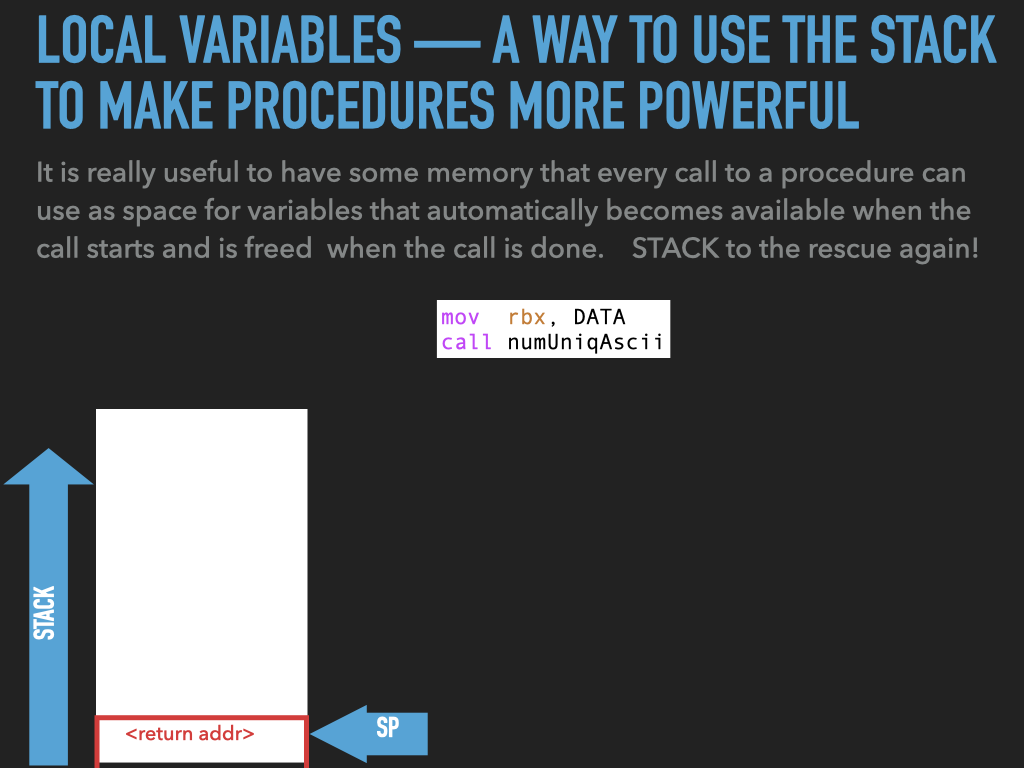 LOCAL VARIABLES — A WAY TO USE THE STACK
TO MAKE PROCEDURES MORE POWERFUL
It is really useful to have some memory that every call to a procedure can
use as space for variables that automatically becomes available when the
call starts and is freed  when the call is done.    STACK to the rescue again!
mov  rbx, DATA
call numUniqAscii
STACK
<return addr>
SP